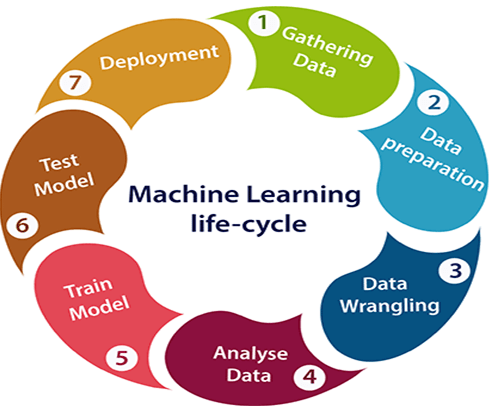 Machine Learning
life-cycle
1
Gathering
Data
2
Data
preparation
3
Data
Wrangling
4
Analyse
Data
5
Train
Model
6
Test
Model
7
Deployment